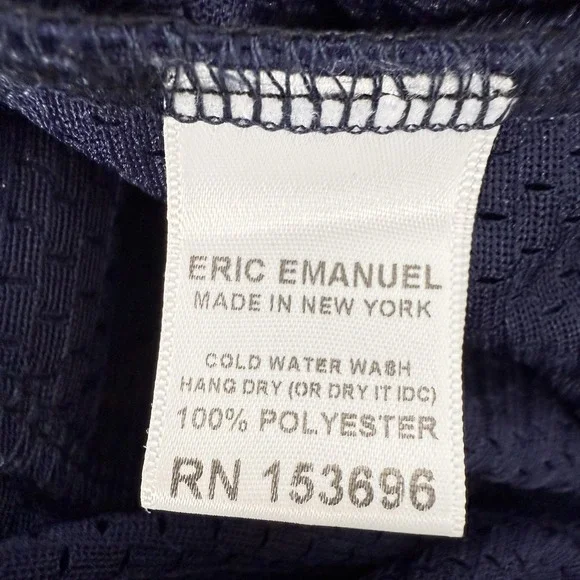 ERIC EMANUEL
MADE IN NEW YORK
COLD WATER WASH
HANG DRY (OR DRY IT IDC)
100% POLYESTER
RN 153696